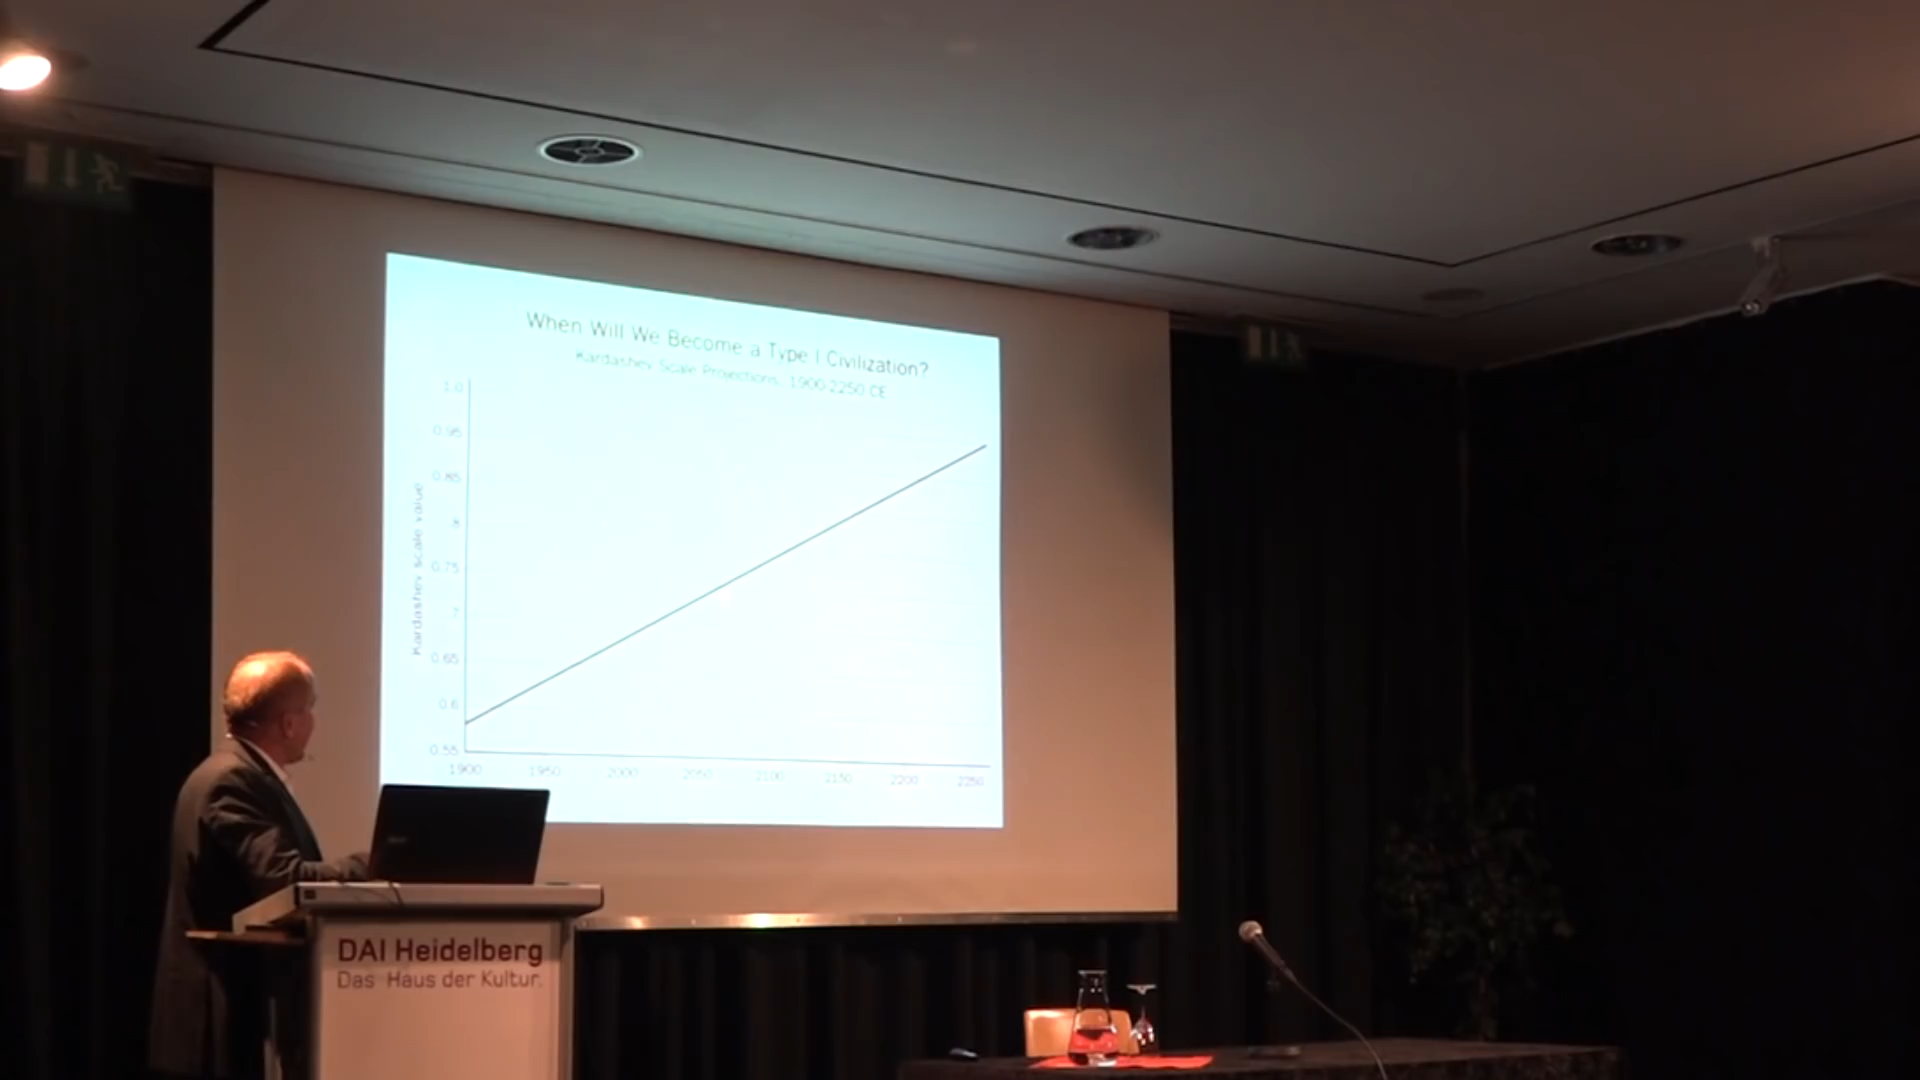 When Will We Become a Type I Civilization?
Kardashev Scale Projections, 1900-2250 CE
1.0
0.95
0.85
.8
0.75
.7
0.65
0.6
0.55
Kardashev scale value
1900 1950 2000 2050 2100 2150 2200 2250
DAI Heidelberg
Das Haus der Kultur.